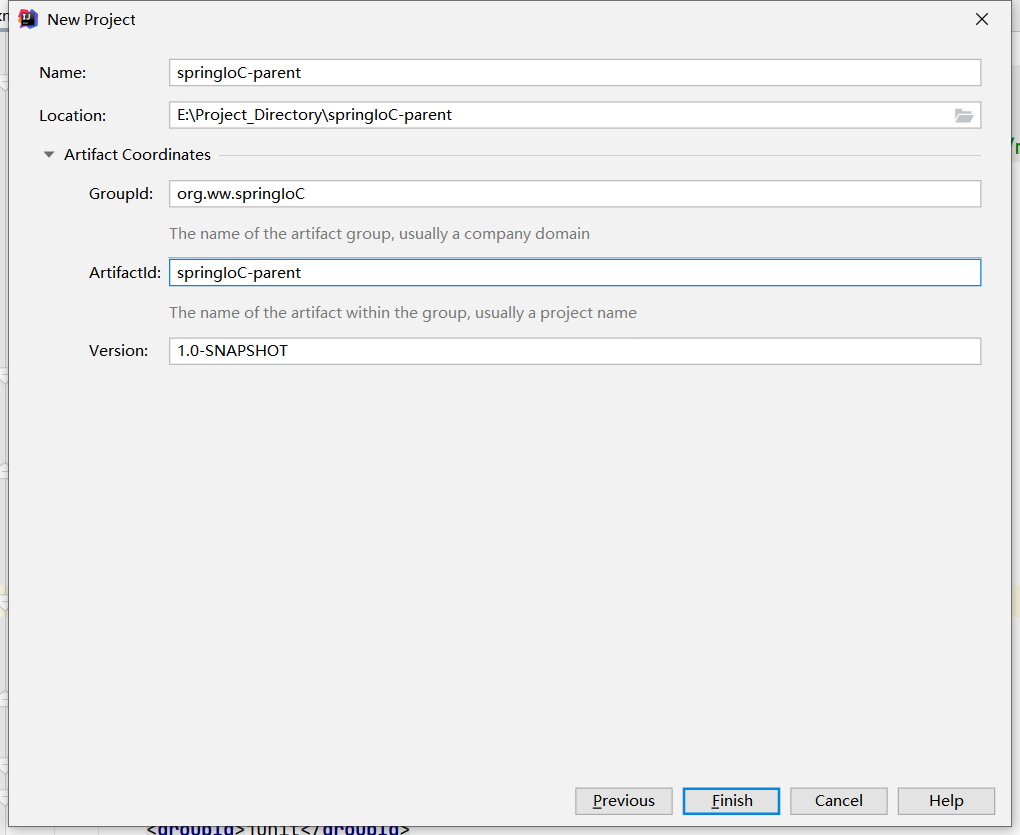 New Project
Name:
springIoC-parent
Location:
E:\Project_Directory\springIoC-parent
Artifact Coordinates
GroupId:
org.ww.springIoC
The name of the artifact group, usually a company domain
ArtifactId:
springIoC-parent
The name of the artifact within the group, usually a project name
Version:
1.0-SNAPSHOT
Previous
Finish
Cancel
Help
<groupId>junit</groupId>